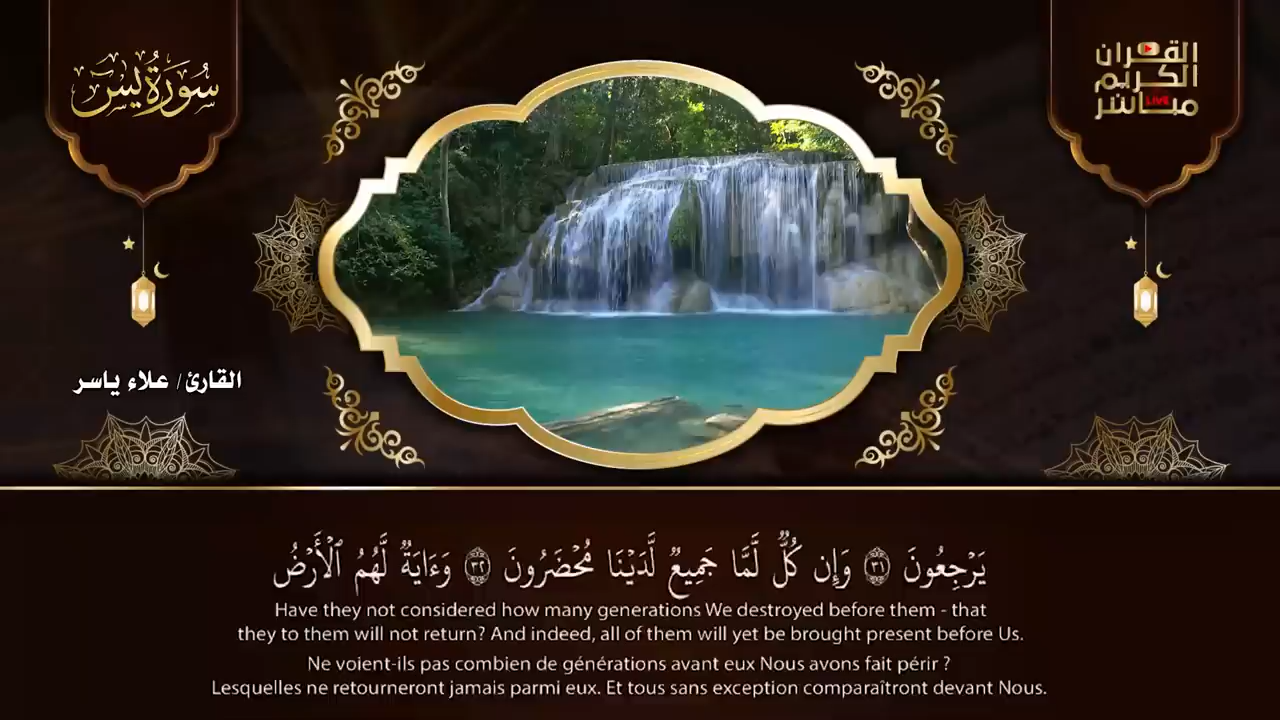 سُورَةُ يسٓ
القرآن
الكريم
مباشر
LIVE
القارئ/ علاء ياسر
يَرْجِعُونَ ٣١ وَإِن كُلٌّ لَّمَّا جَمِيعٌ لَّدَيْنَا مُحْضَرُونَ ٣٢ وَءَايَةٌ لَّهُمُ ٱلْأَرْضُ
Have they not considered how many generations We destroyed before them - that
they to them will not return? And indeed, all of them will yet be brought present before Us.
Ne voient-ils pas combien de générations avant eux Nous avons fait périr ?
Lesquelles ne retourneront jamais parmi eux. Et tous sans exception comparaîtront devant Nous.